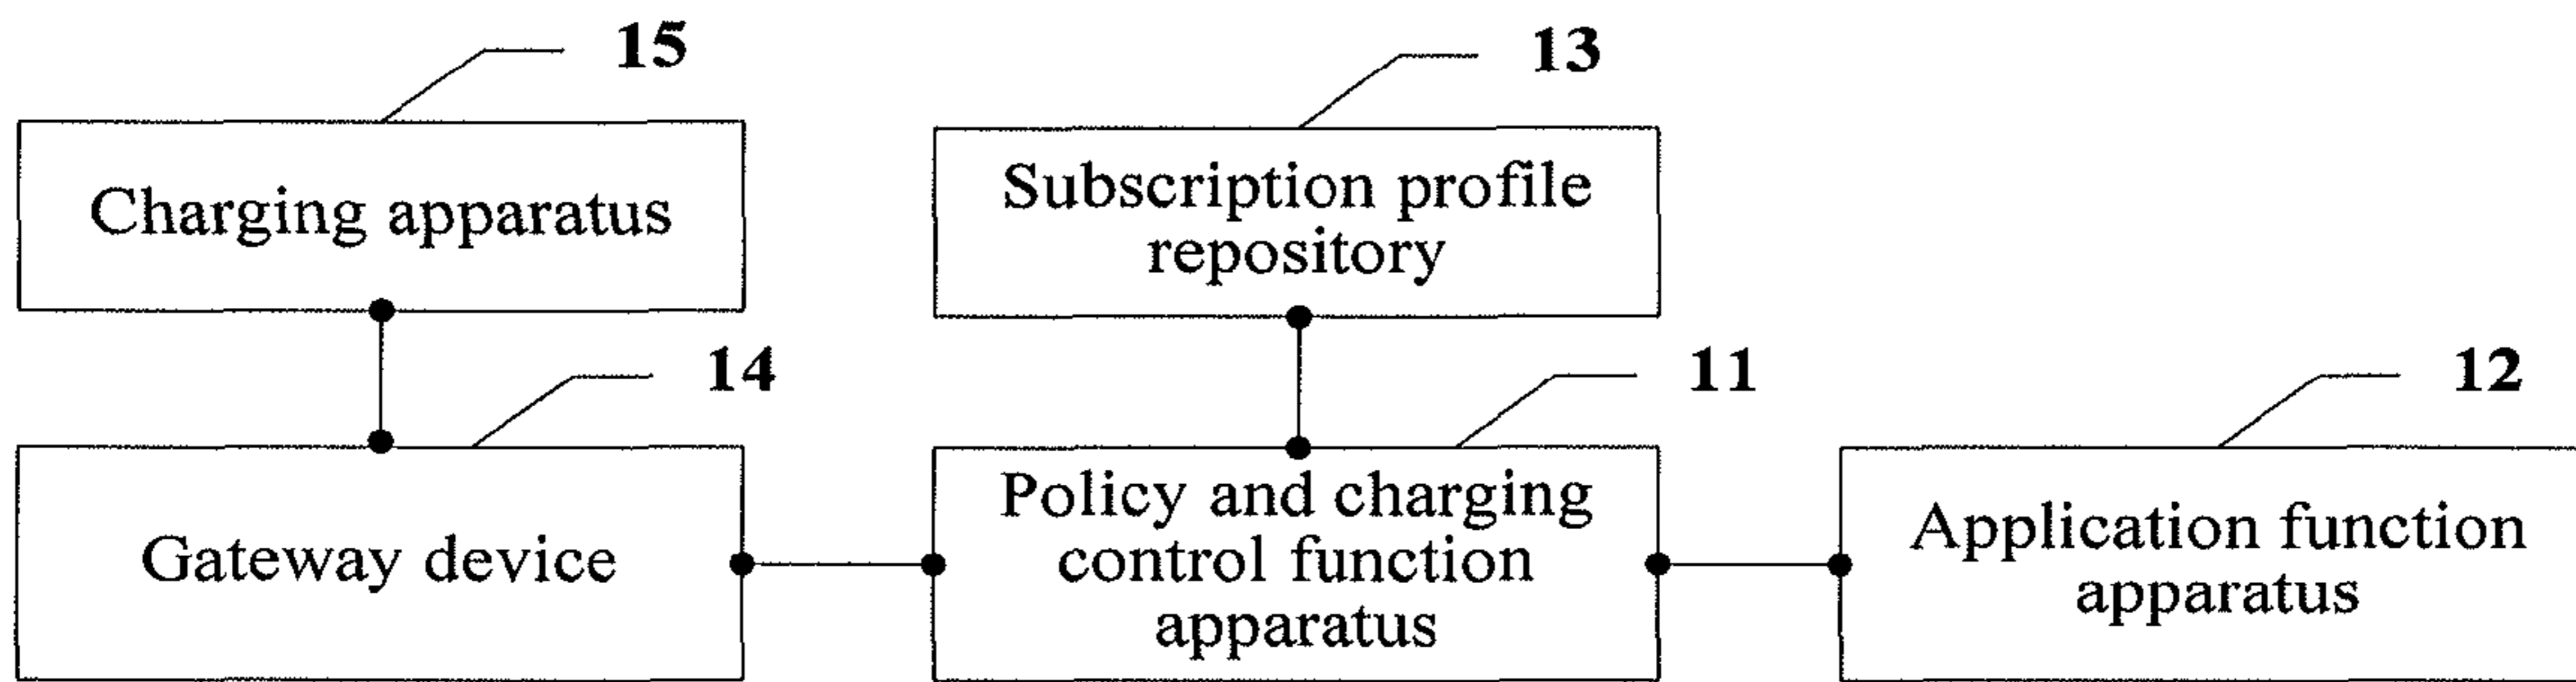 15
13
Charging apparatus
Subscription profile
repository
14
11
12
Gateway device
Policy and charging
control function
apparatus
Application function
apparatus